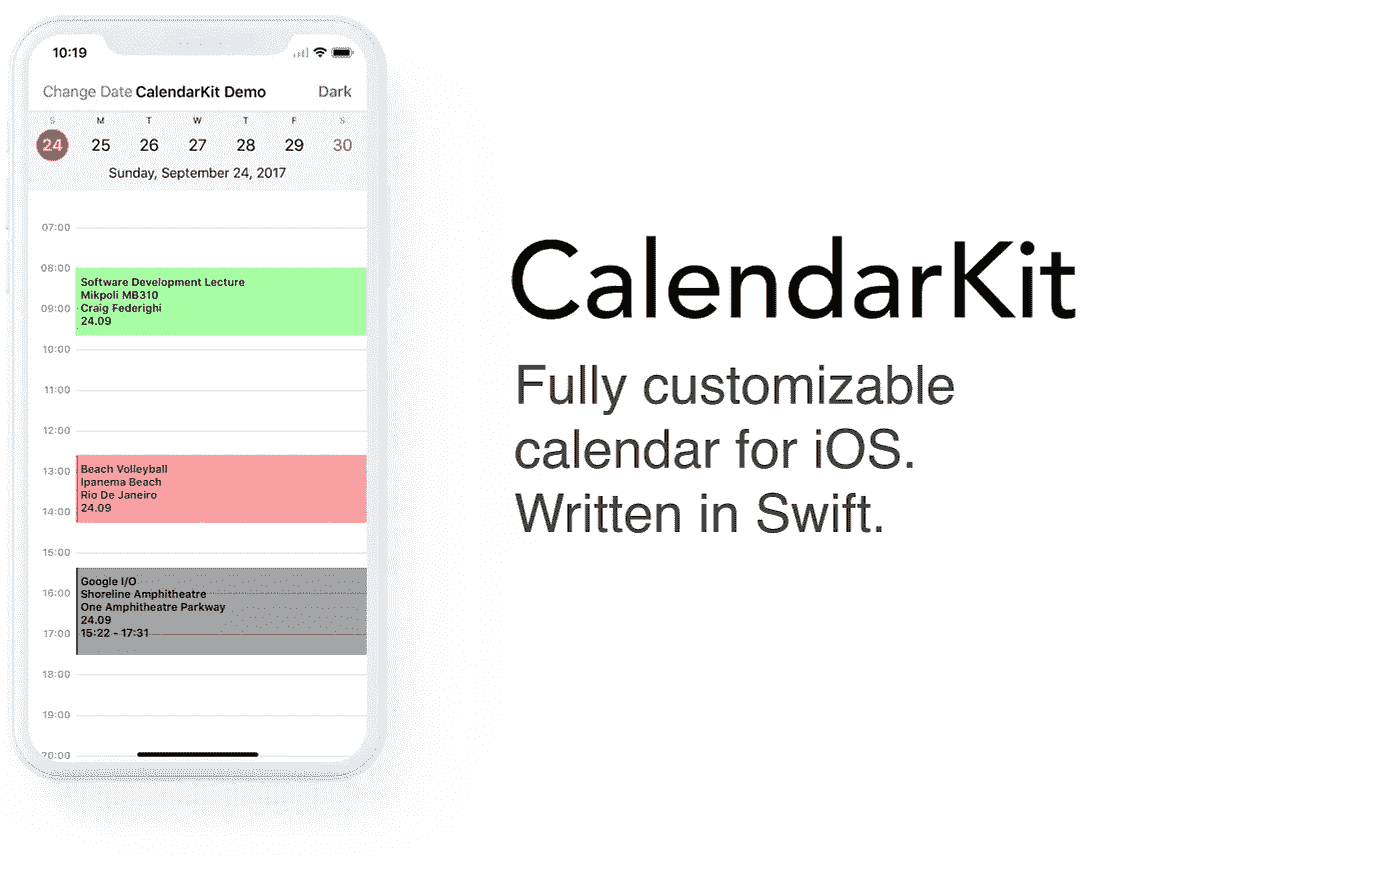 10:19
Change Date CalendarKit Demo Dark
S M T W T F S
24 25 26 27 28 29 30
Sunday, September 24, 2017
07:00
08:00
Software Development Lecture
Mikpoli MB310
09:00 Craig Federighi
24.09
10:00
11:00
12:00
13:00 Beach Volleyball
Ipanema Beach
Rio De Janeiro
24.09
14:00
15:00
Google I/O
16:00 Shoreline Amphitheatre
One Amphitheatre Parkway
24.09
17:00 15:22 - 17:31
18:00
19:00
20:00
CalendarKit
Fully customizable
calendar for iOS.
Written in Swift.